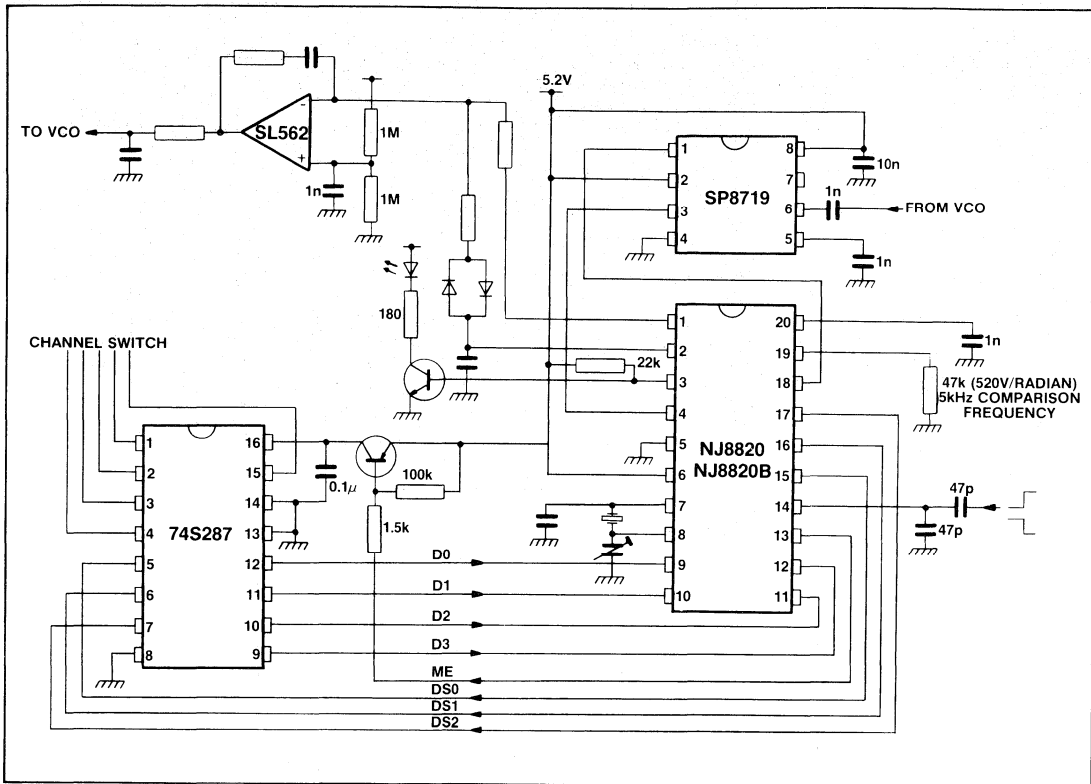 5.2V
TO VCO
SL562
-
+
1M
1n
1M
1
2
3
4
SP8719
8
7
6
5
10n
1n
FROM VCO
1n
180
CHANNEL SWITCH
22k
1
2
3
4
5
6
7
8
9
10
NJ8820
NJ8820B
20
19
18
17
16
15
14
13
12
11
1n
47k (520V/RADIAN)
5kHz COMPARISON
FREQUENCY
47p
47p
1
2
3
4
5
6
7
8
74S287
16
15
14
13
12
11
10
9
0.1µ
100k
1.5k
D0
D1
D2
D3
ME
DS0
DS1
DS2